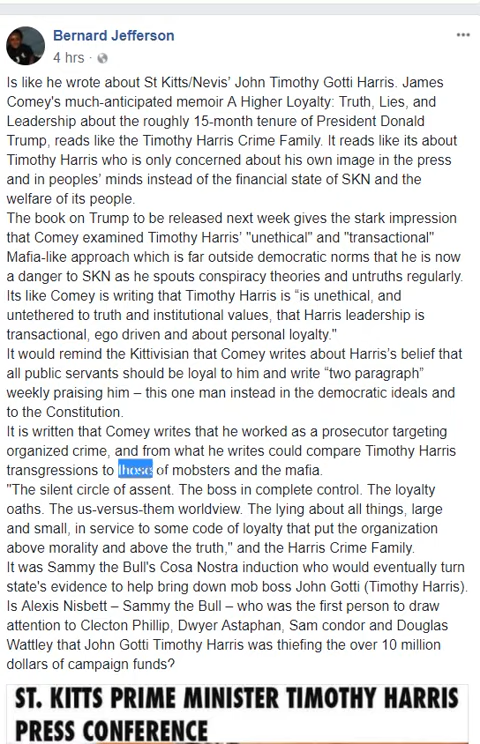 Bernard Jefferson
4 hrs ·
Is like he wrote about St Kitts/Nevis' John Timothy Gotti Harris. James
Comey's much-anticipated memoir A Higher Loyalty: Truth, Lies, and
Leadership about the roughly 15-month tenure of President Donald
Trump, reads like the Timothy Harris Crime Family. It reads like its about
Timothy Harris who is only concerned about his own image in the press
and in peoples' minds instead of the financial state of SKN and the
welfare of its people.
The book on Trump to be released next week gives the stark impression
that Comey examined Timothy Harris' "unethical" and "transactional"
Mafia-like approach which is far outside democratic norms that he is now
a danger to SKN as he spouts conspiracy theories and untruths regularly.
Its like Comey is writing that Timothy Harris is “is unethical, and
untethered to truth and institutional values, that Harris leadership is
transactional, ego driven and about personal loyalty."
It would remind the Kittivisian that Comey writes about Harris's belief that
all public servants should be loyal to him and write “two paragraph”
weekly praising him – this one man instead in the democratic ideals and
to the Constitution.
It is written that Comey writes that he worked as a prosecutor targeting
organized crime, and from what he writes could compare Timothy Harris
transgressions to those of mobsters and the mafia.
"The silent circle of assent. The boss in complete control. The loyalty
oaths. The us-versus-them worldview. The lying about all things, large
and small, in service to some code of loyalty that put the organization
above morality and above the truth," and the Harris Crime Family.
It was Sammy the Bull's Cosa Nostra induction who would eventually turn
state's evidence to help bring down mob boss John Gotti (Timothy Harris).
Is Alexis Nisbett – Sammy the Bull – who was the first person to draw
attention to Clecton Phillip, Dwyer Astaphan, Sam condor and Douglas
Wattley that John Gotti Timothy Harris was thiefing the over 10 million
dollars of campaign funds?
ST. KITTS PRIME MINISTER TIMOTHY HARRIS
PRESS CONFERENCE